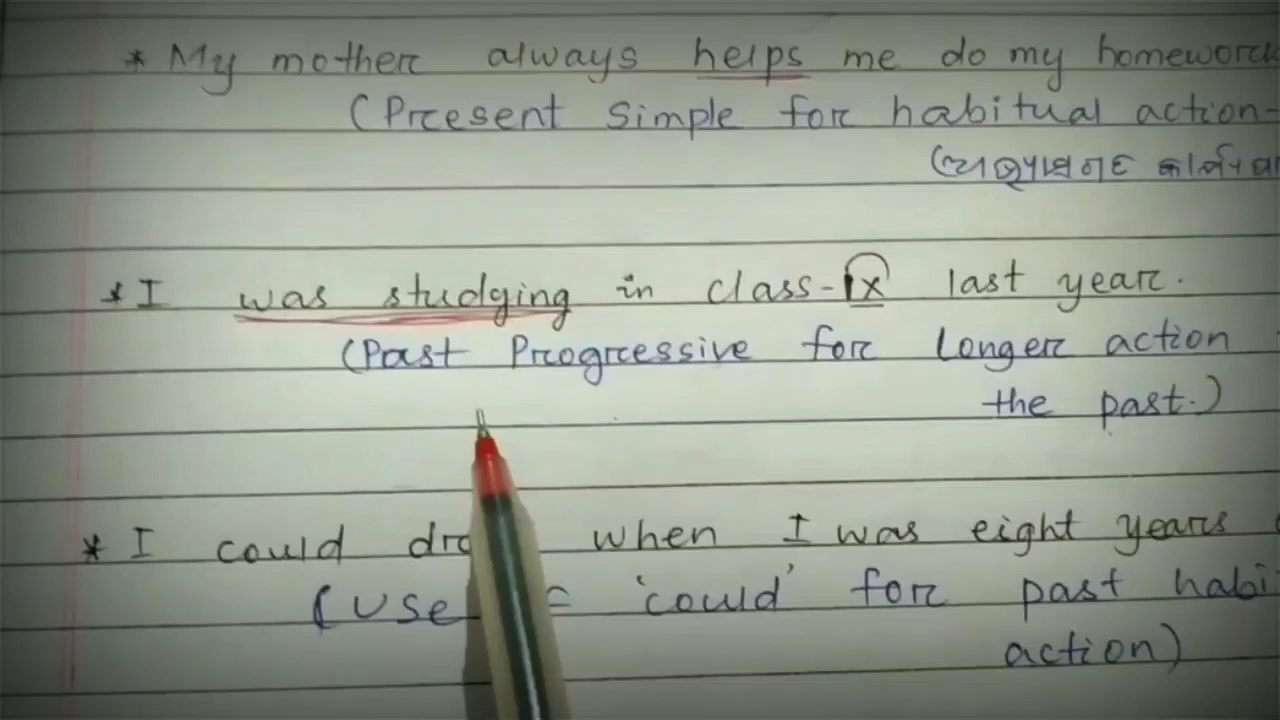 * My mother always helps me do my homework
(Present Simple for habitual action-
* I was studying in class-IX last year.
(Past Progressive for Longer action
the past.)
* I could when I was eight years
(Use 'could' for past
action)